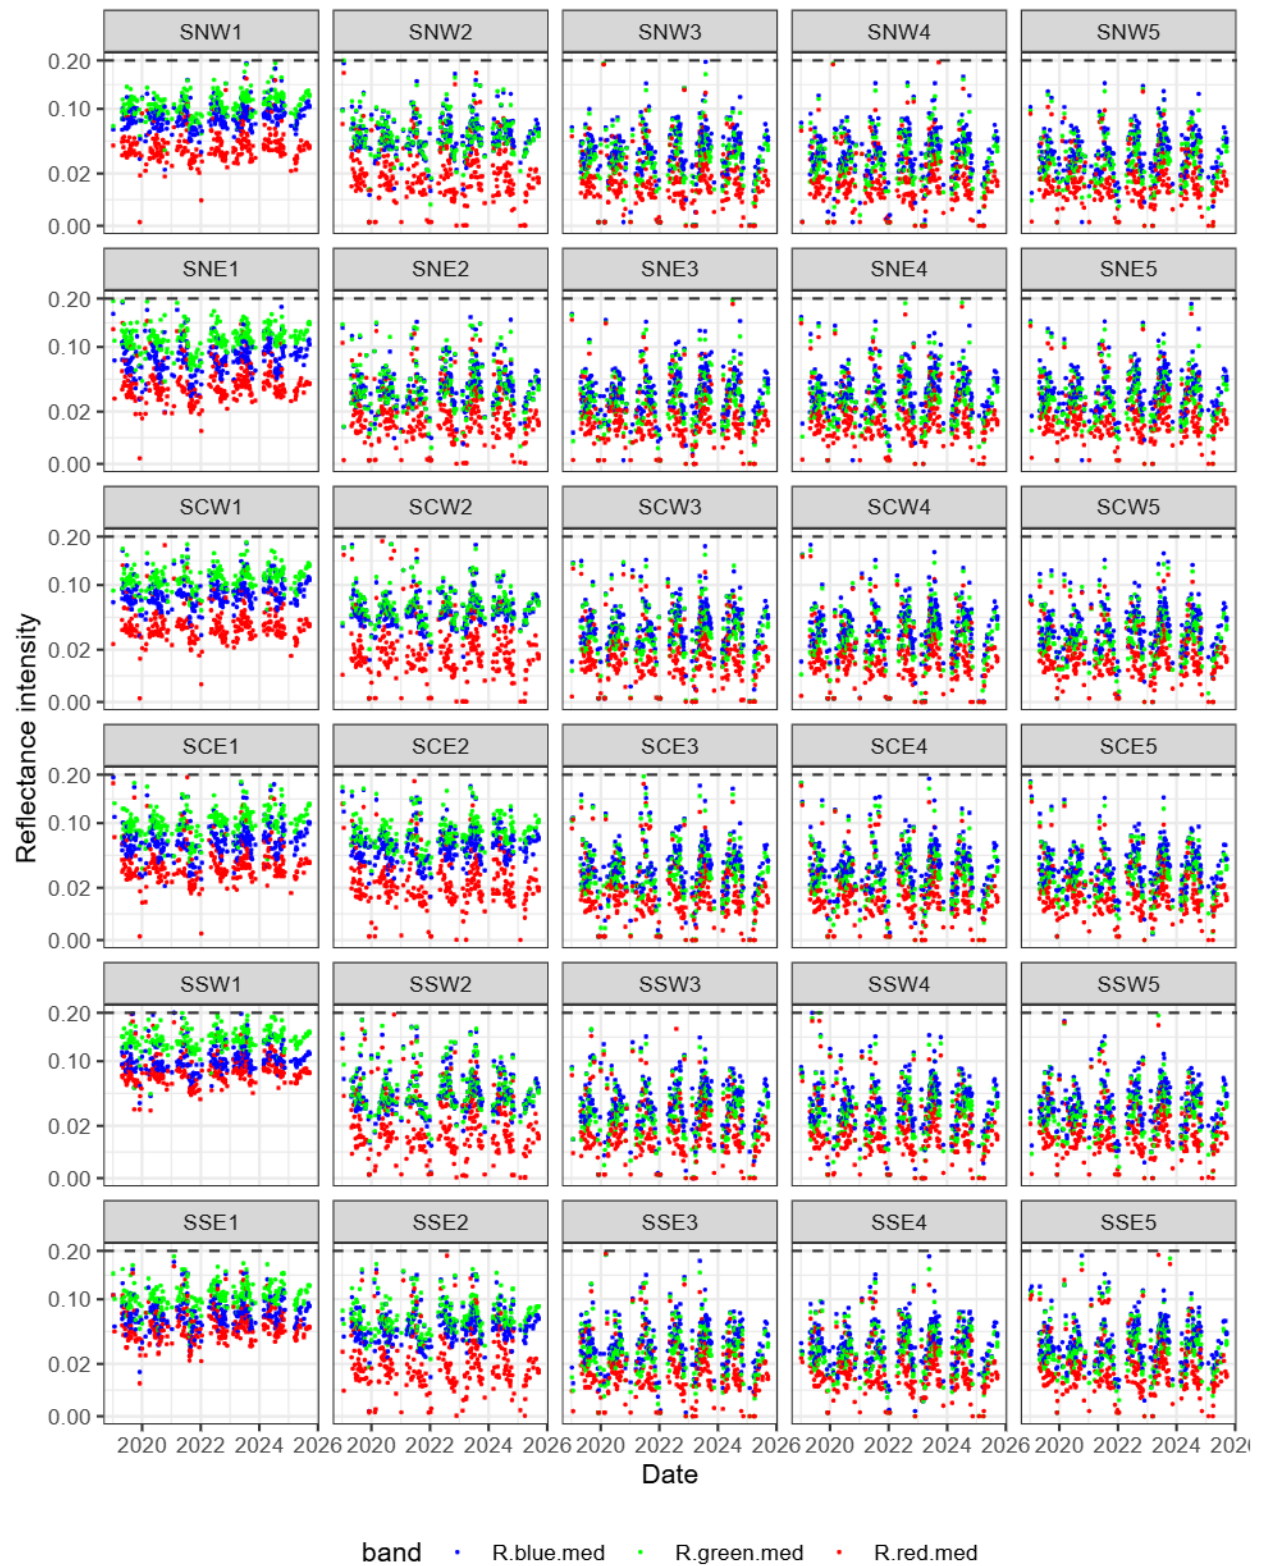 SNW1 SNW2 SNW3 SNW4 SNW5
0.20
0.10
0.02
0.00
SNE1 SNE2 SNE3 SNE4 SNE5
0.20
0.10
0.02
0.00
SCW1 SCW2 SCW3 SCW4 SCW5
0.20
0.10
0.02
0.00
Reflectance intensity
SCE1 SCE2 SCE3 SCE4 SCE5
0.20
0.10
0.02
0.00
SSW1 SSW2 SSW3 SSW4 SSW5
0.20
0.10
0.02
0.00
SSE1 SSE2 SSE3 SSE4 SSE5
0.20
0.10
0.02
0.00
2020 2022 2024 2026 2020 2022 2024 2026 2020 2022 2024 2026 2020 2022 2024 2026 2020 2022 2024 202
Date
band R.blue.med R.green.med R.red.med